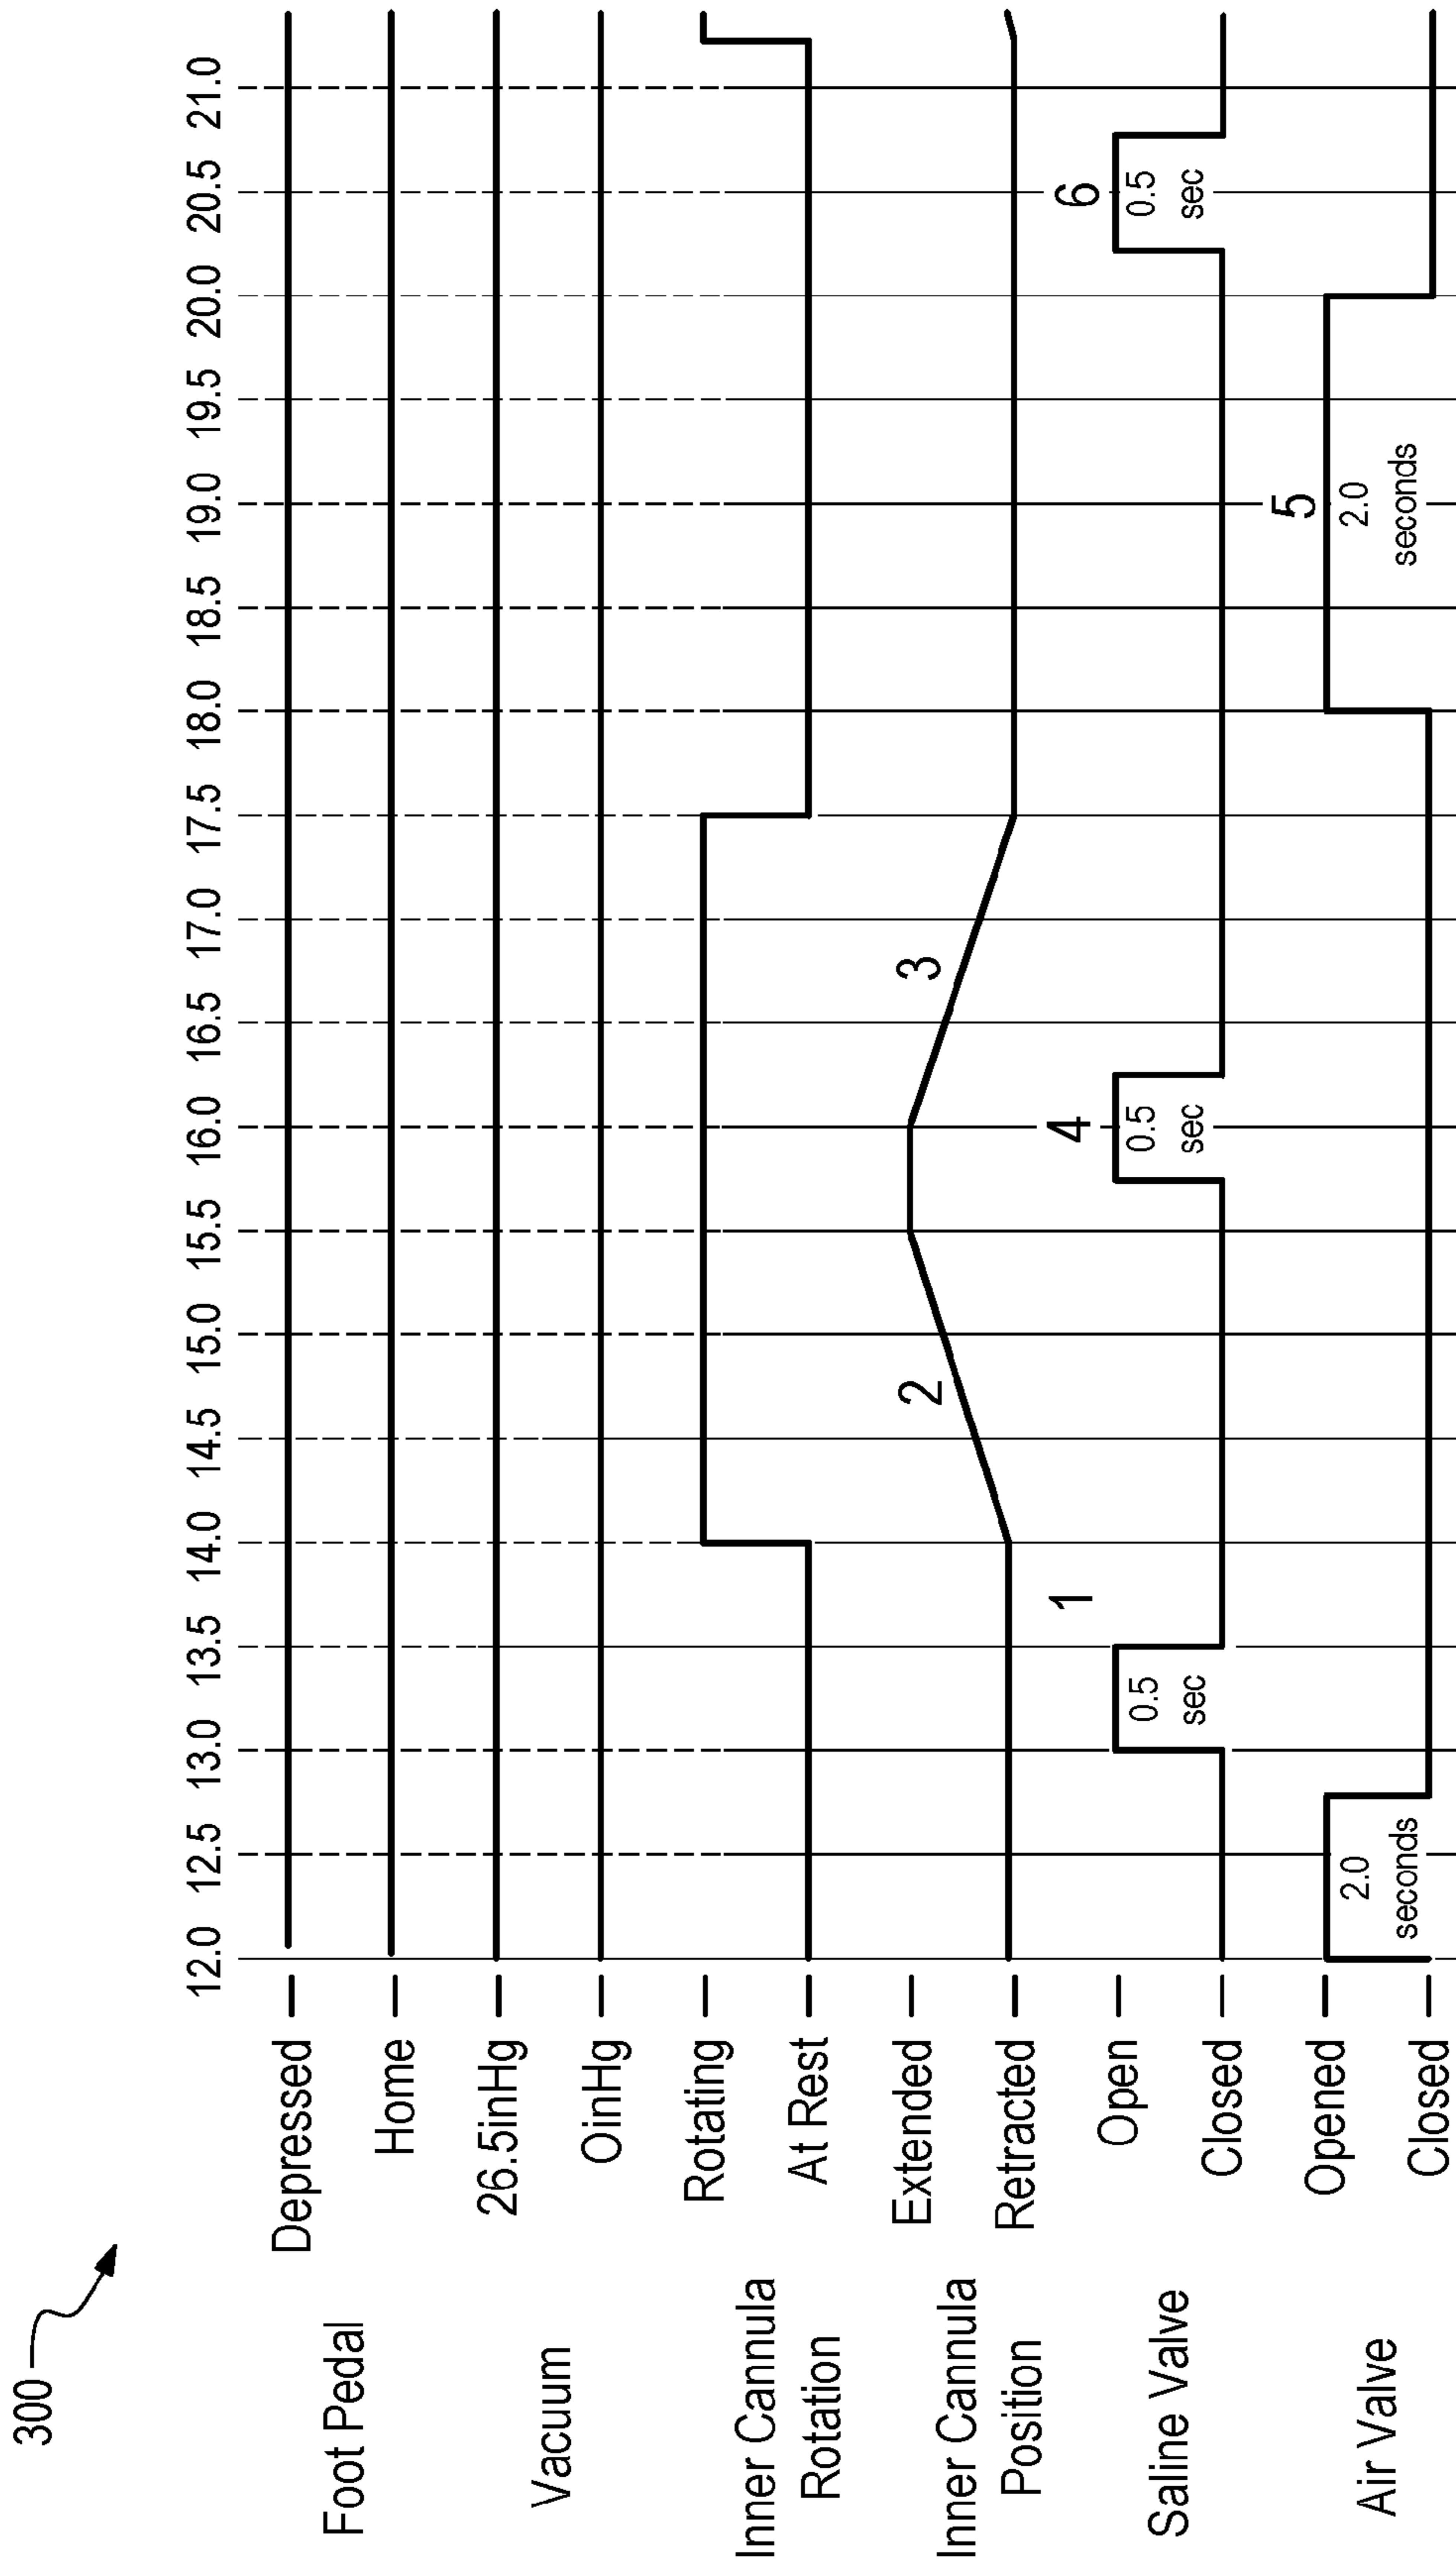 300
12.0 12.5 13.0 13.5 14.0 14.5 15.0 15.5 16.0 16.5 17.0 17.5 18.0 18.5 19.0 19.5 20.0 20.5 21.0
Foot Pedal
Depressed
Home
Vacuum
26.5inHg
OinHg
Inner Cannula
Rotation
Rotating
At Rest
Inner Cannula
Position
Extended
Retracted
2
3
Saline Valve
Open
Closed
1
4
6
0.5
sec
0.5
sec
0.5
sec
Air Valve
Opened
Closed
5
2.0
seconds
2.0
seconds